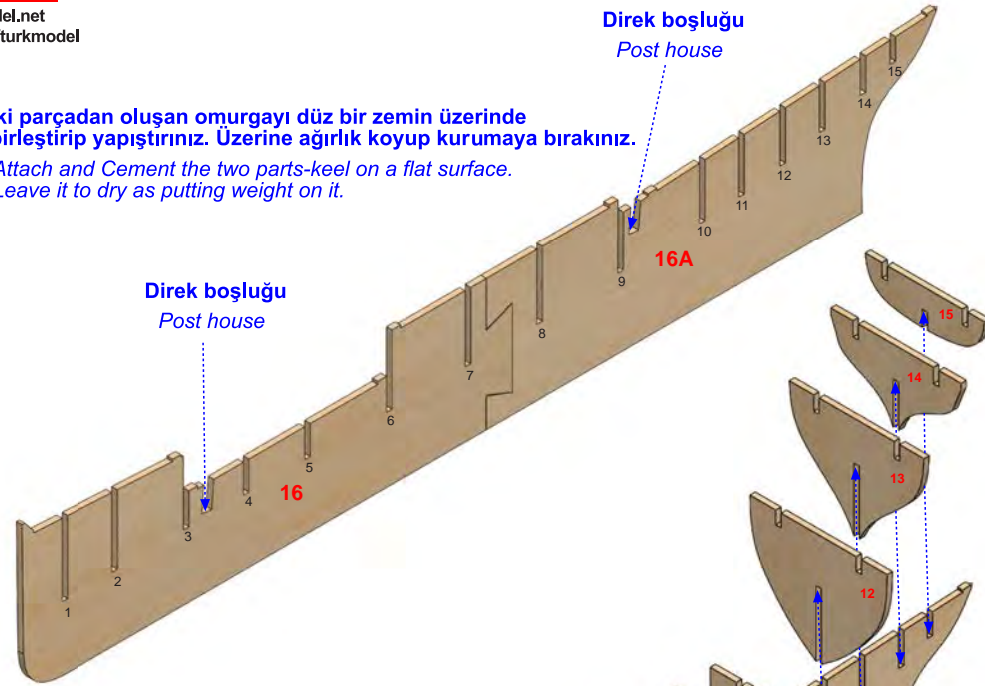 del.net
turkmodel
Direk boşluğu
Post house
ki parçadan oluşan omurgayı düz bir zemin üzerinde
birleştirip yapıştırınız. Üzerine ağırlık koyup kurumaya bırakınız.
Attach and Cement the two parts-keel on a flat surface.
Leave it to dry as putting weight on it.
Direk boşluğu
Post house
15
14
13
12
11
10
9
16A
8
7
6
5
4
16
3
2
1
15
14
13
12